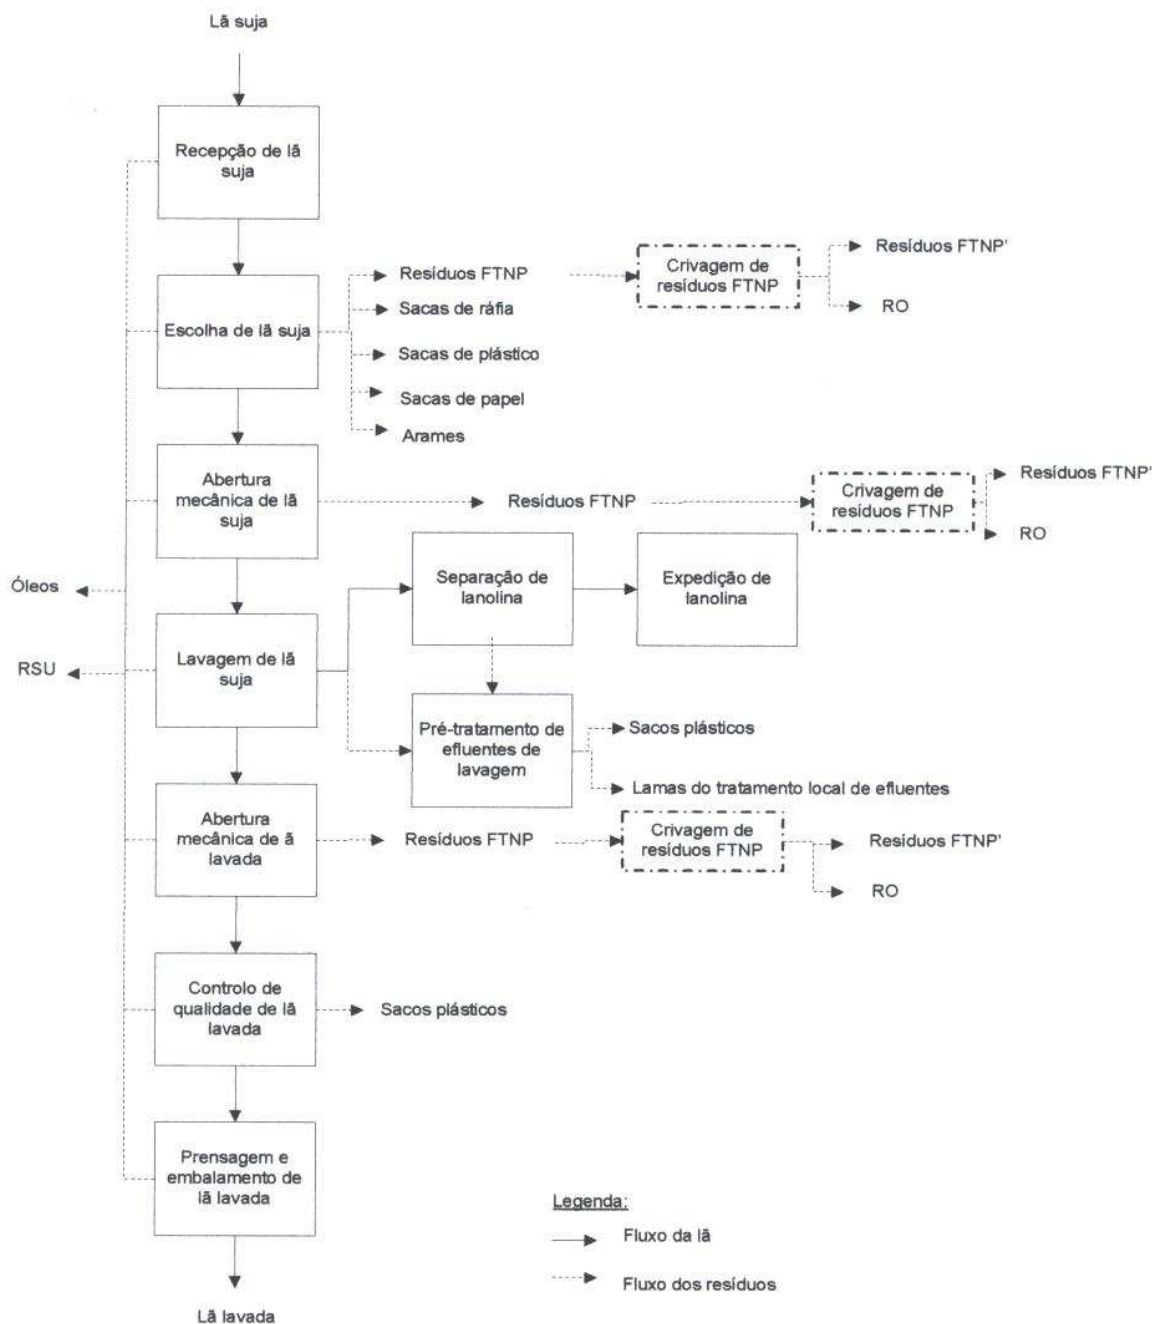 Lã suja
Recepção de lã
suja
Escolha de lã suja
Resíduos FTNP
Sacas de ráfia
Sacas de plástico
Sacas de papel
Arames
Crivagem de
resíduos FTNP
Resíduos FTNP'
RO
Abertura
mecânica de lã
suja
Resíduos FTNP
Crivagem de
resíduos FTNP
Resíduos FTNP'
RO
Óleos
RSU
Lavagem de lã
suja
Separação de
lanolina
Expedição de
lanolina
Pré-tratamento de
efluentes de
lavagem
Sacos plásticos
Lamas do tratamento local de efluentes
Abertura
mecânica de ã
lavada
Resíduos FTNP
Crivagem de
resíduos FTNP
Resíduos FTNP'
RO
Controlo de
qualidade de lã
lavada
Sacos plásticos
Prensagem e
embalamento de
lã lavada
Lã lavada
Legenda:
Fluxo da lã
Fluxo dos resíduos